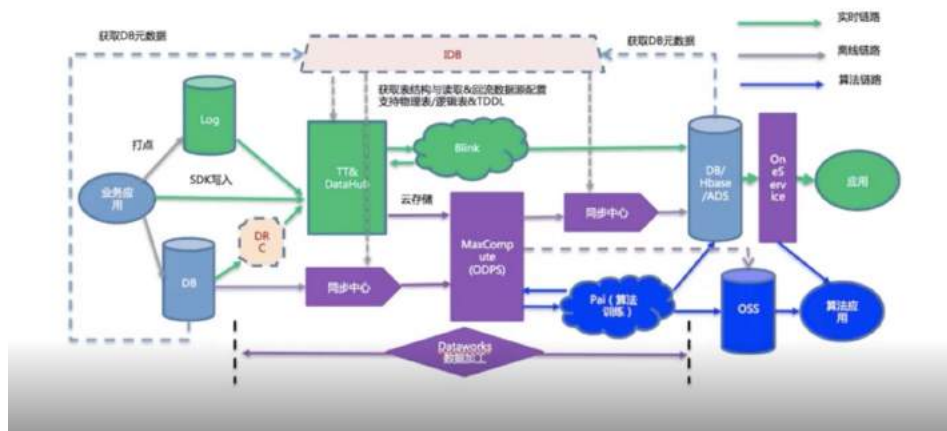 实时链路
离线链路
算法链路
获取DB元数据
IDB
获取DB元数据
获取表结构与读取&回流数据源配置
支持物理表/逻辑表&TDDL
Log
打点
SDK写入
业务应
用
DR
C
DB
TT&
DataHub
Blink
云存储
同步中心
MaxComp
ute
(ODPS)
同步中心
DB/
Hbase
/ADS
On
eServ
ice
应用
Pai（算法
训练）
OSS
算法应
用
Dataworks
数据加工